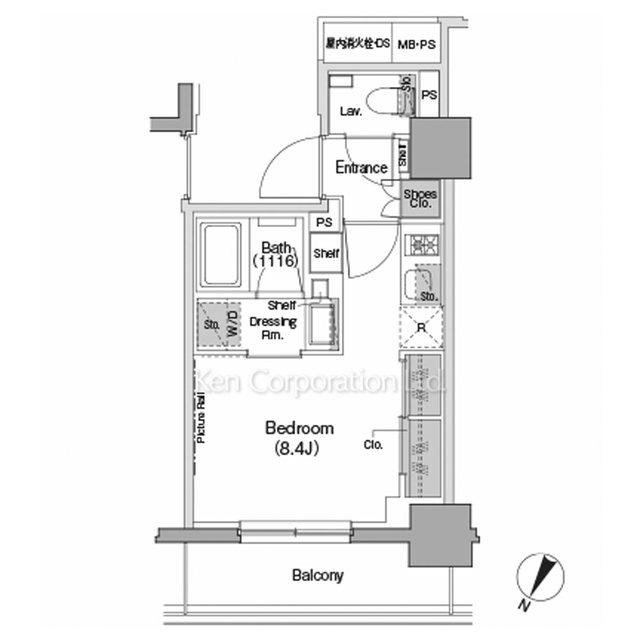 屋内消火栓・DS
MB・PS
Sto.
Lav.
PS
Entrance
Shelf
Shoes
Clo.
PS
Bath
(1116)
Shelf
Sto.
Shelf
Sto.
W/D
Dressing
Rm.
R
Ken Corporation Ltd.
Picture Rail
Bedroom
(8.4J)
Clo.
Balcony
N